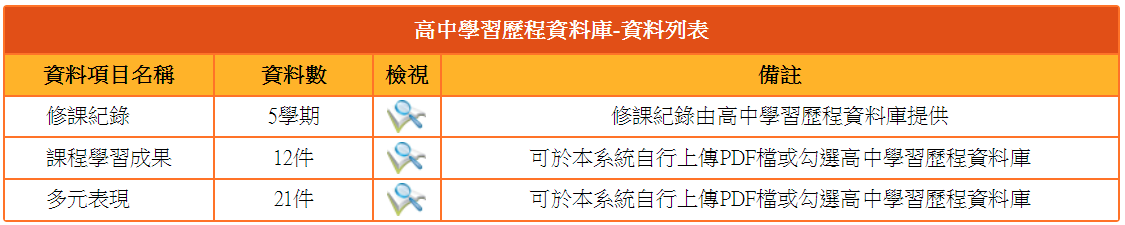 高中學習歷程資料庫-資料列表
資料項目名稱 資料數 檢視 備註
修課紀錄 5學期 修課紀錄由高中學習歷程資料庫提供
課程學習成果 12件 可於本系統自行上傳PDF檔或勾選高中學習歷程資料庫
多元表現 21件 可於本系統自行上傳PDF檔或勾選高中學習歷程資料庫